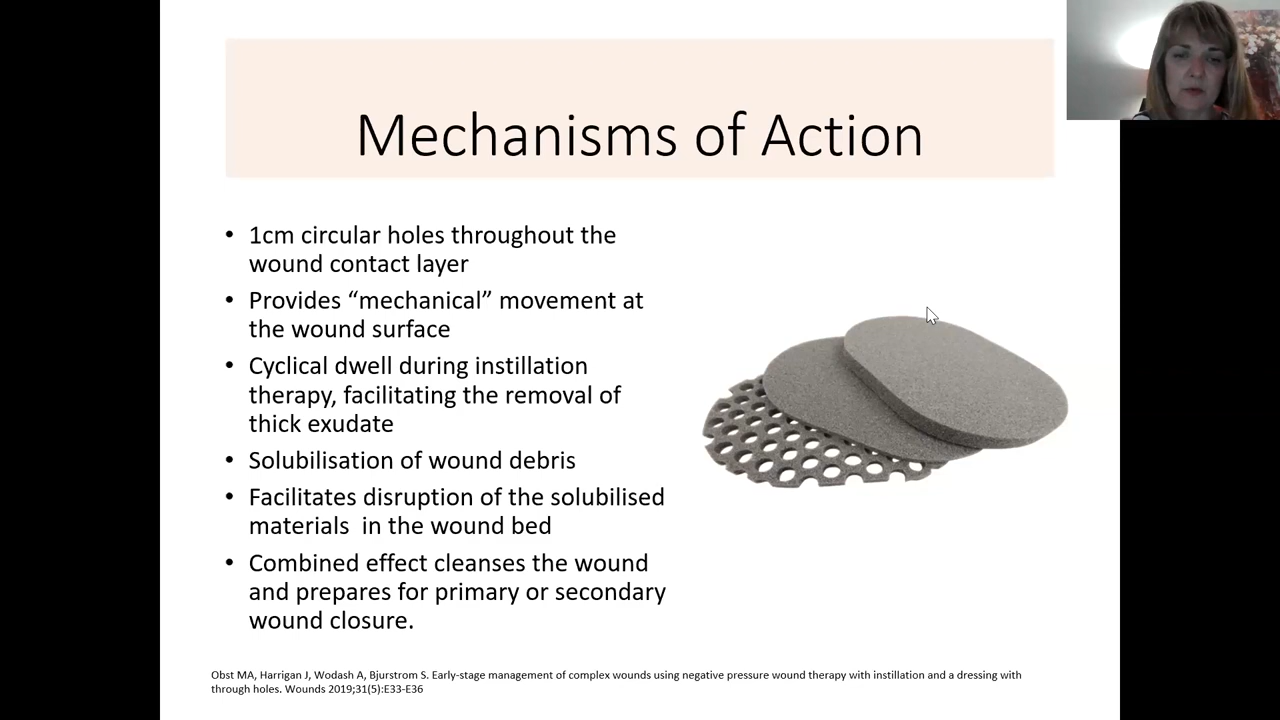 Mechanisms of Action
• 1cm circular holes throughout the
wound contact layer
• Provides “mechanical” movement at
the wound surface
• Cyclical dwell during instillation
therapy, facilitating the removal of
thick exudate
• Solubilisation of wound debris
• Facilitates disruption of the solubilised
materials  in the wound bed
• Combined effect cleanses the wound
and prepares for primary or secondary
wound closure.
Obst MA, Harrigan J, Wodash A, Bjurstrom S. Early-stage management of complex wounds using negative pressure wound therapy with instillation and a dressing with
through holes. Wounds 2019;31(5):E33-E36